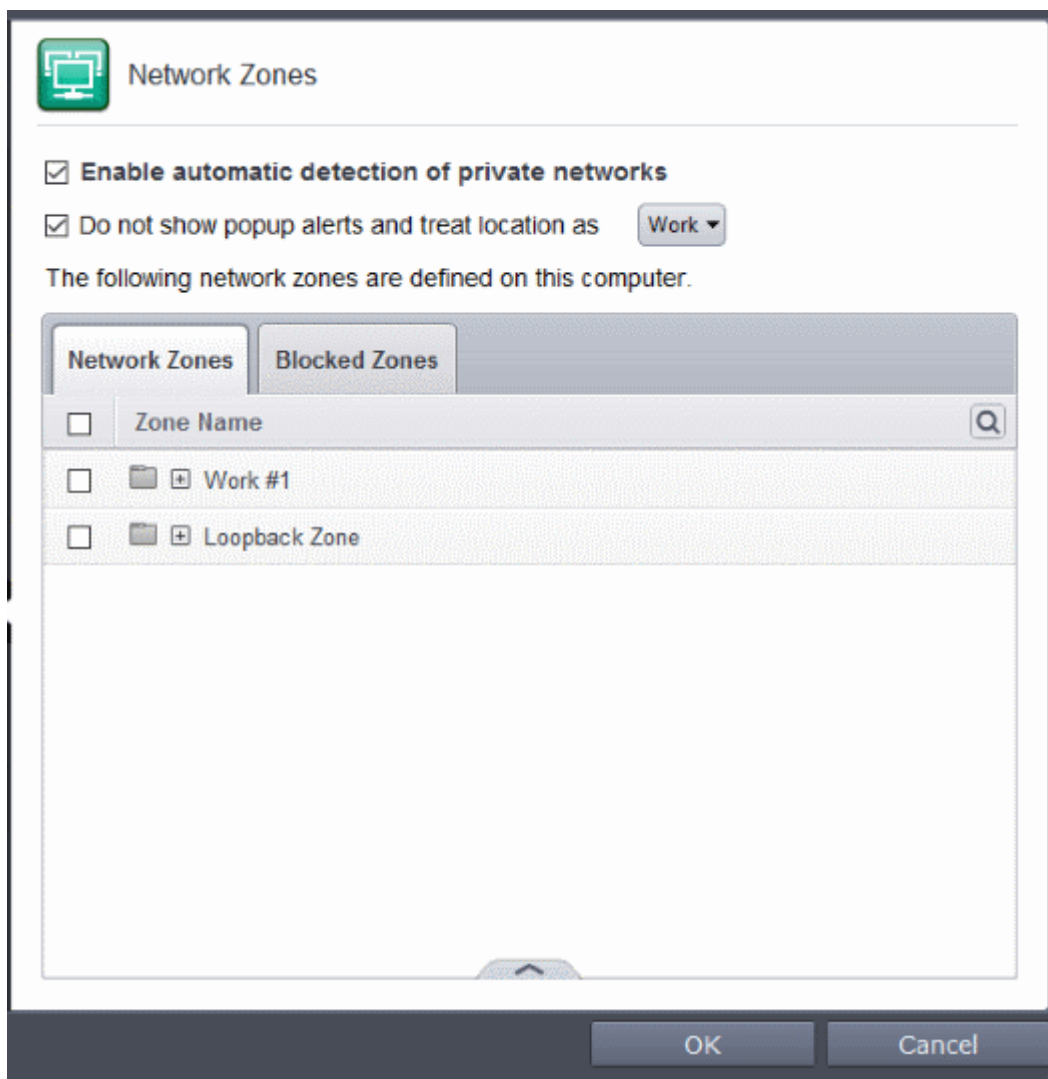 Network Zones
Enable automatic detection of private networks
Do not show popup alerts and treat location as Work
The following network zones are defined on this computer.
Network Zones Blocked Zones
Zone Name
Work #1
Loopback Zone
OK Cancel